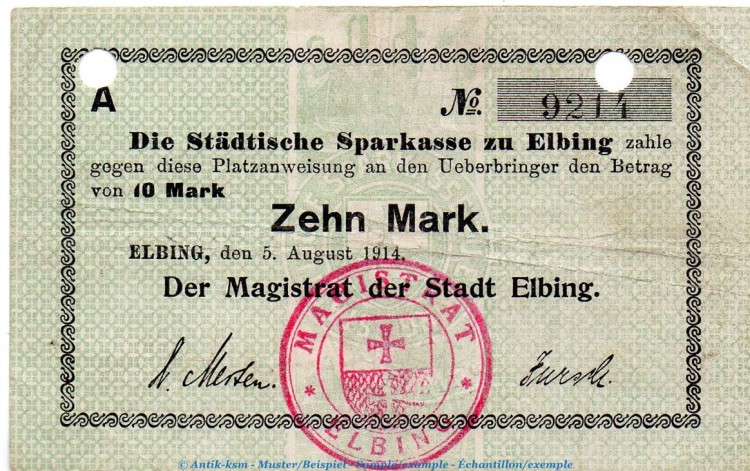 A
No. 9214
Die Städtische Sparkasse zu Elbing zahle
gegen diese Platzanweisung an den Ueberbringer den Betrag
von 10 Mark
Zehn Mark.
ELBING, den 5. August 1914.
Der Magistrat der Stadt Elbing.
MAGISTRAT
* ELBING *
© Antik-ksm - Muster/Beispiel - Sample/example - Échantillon/exemple